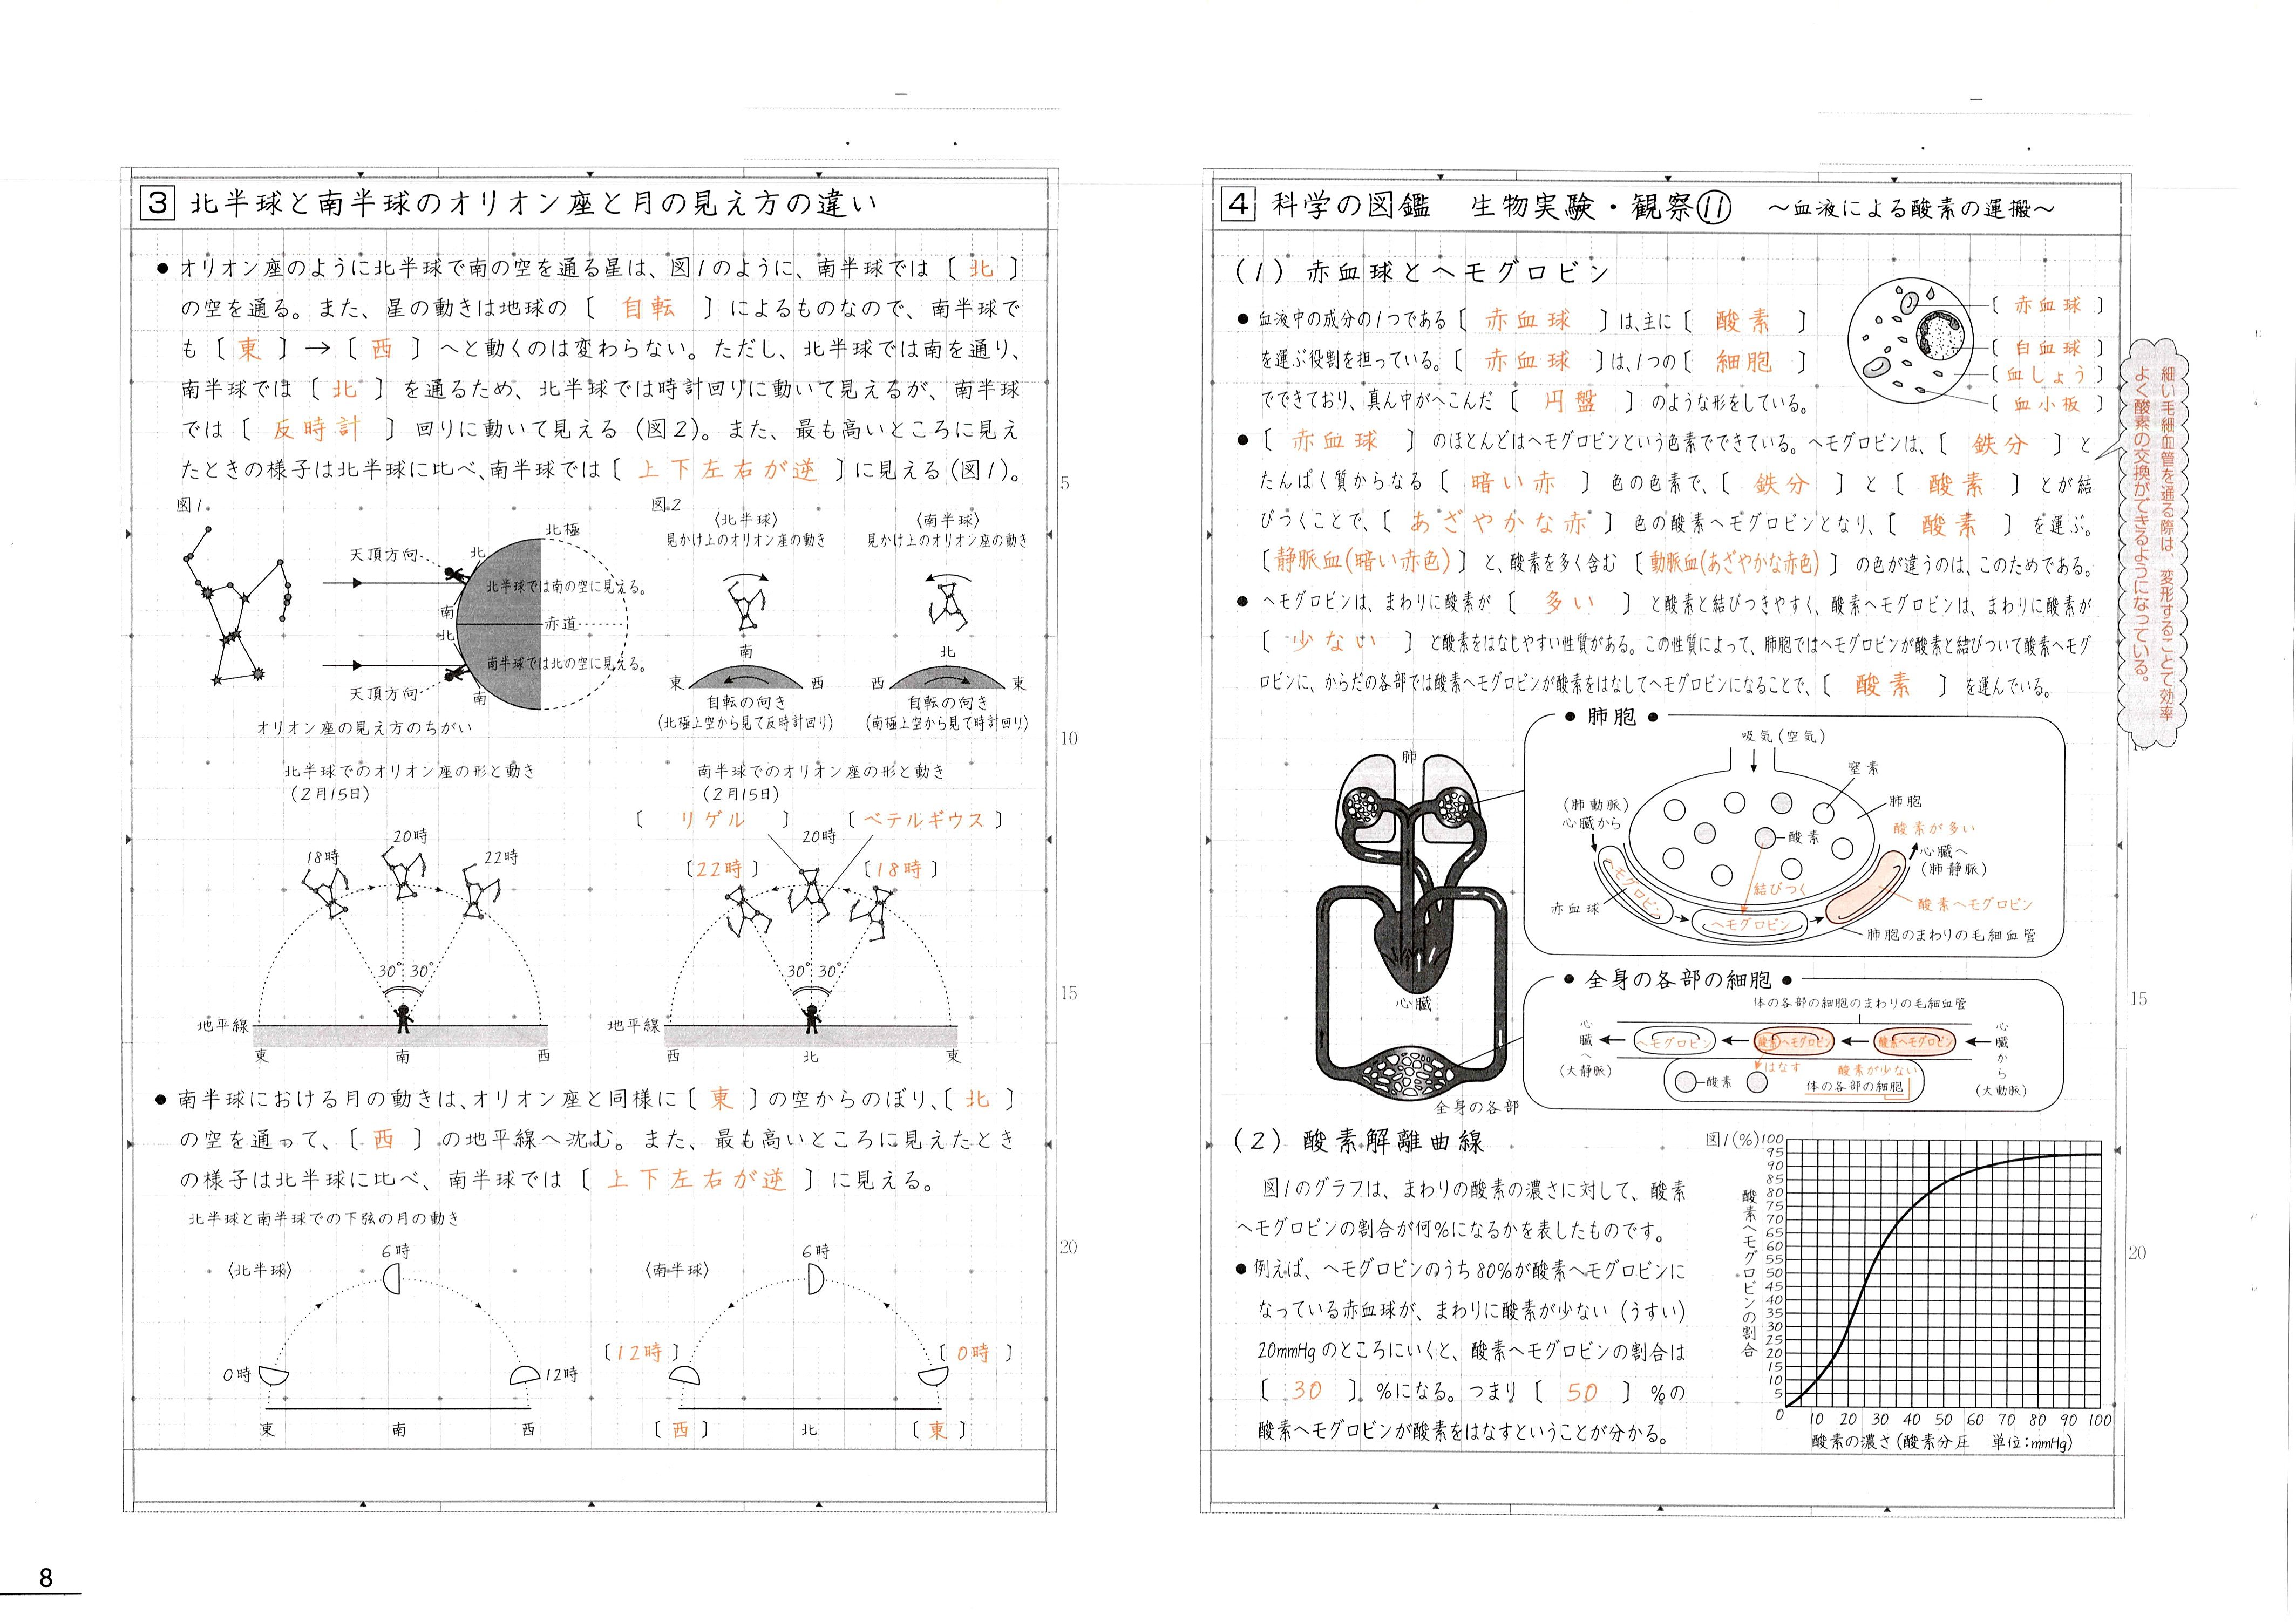 3 北半球と南半球のオリオン座と月の見え方の違い
●オリオン座のように北半球で南の空を通る星は、図1のように、南半球では〔 北 〕
の空を通る。また、星の動きは地球の〔 自転 〕によるものなので、南半球で
も〔 東 〕→〔 西 〕へと動くのは変わらない。ただし、北半球では南を通り、
南半球では〔 北 〕を通るため、北半球では時計回りに動いて見えるが、南半球
では〔 反時計 〕回りに動いて見える(図2)。また、最も高いところに見え
たときの様子は北半球に比べ、南半球では〔 上下左右が逆 〕に見える(図1)。
図1
天頂方向
北
北極
北半球では南の空に見える。
南
赤道
北
南半球では北の空に見える。
天頂方向
南
オリオン座の見え方のちがい
図2
〈北半球〉
見かけ上のオリオン座の動き
南
東
西
自転の向き
(北極上空から見て反時計回り)
〈南半球〉
見かけ上のオリオン座の動き
北
西
東
自転の向き
(南極上空から見て時計回り)
北半球でのオリオン座の形と動き
(2月15日)
18時
20時
22時
30° 30°
地平線
東
南
西
南半球でのオリオン座の形と動き
(2月15日)
〔 リゲル 〕
〔ベテルギウス〕
20時
〔22時〕
〔18時〕
30° 30°
地平線
西
北
東
●南半球における月の動きは、オリオン座と同様に〔 東 〕の空からのぼり、〔 北 〕
の空を通って、〔 西 〕の地平線へ沈む。また、最も高いところに見えたとき
の様子は北半球に比べ、南半球では〔 上下左右が逆 〕に見える。
北半球と南半球での下弦の月の動き
〈北半球〉
6時
0時
12時
東
南
西
〈南半球〉
6時
〔12時〕
〔 0時 〕
〔 西 〕
北
〔 東 〕
5
10
15
20
8
4 科学の図鑑 生物実験・観察⑪ ～血液による酸素の運搬～
(1) 赤血球とヘモグロビン
●血液中の成分の1つである〔 赤血球 〕は、主に〔 酸素 〕
を運ぶ役割を担っている。〔 赤血球 〕は、1つの〔 細胞 〕
でできており、真ん中がへこんだ〔 円盤 〕のような形をしている。
〔 赤血球 〕
〔 白血球 〕
〔血しょう〕
〔 血小板 〕
●〔 赤血球 〕のほとんどはヘモグロビンという色素でできている。ヘモグロビンは、〔 鉄分 〕と
たんぱく質からなる〔 暗い赤 〕色の色素で、〔 鉄分 〕と〔 酸素 〕とが結
びつくことで、〔 あざやかな赤 〕色の酸素ヘモグロビンとなり、〔 酸素 〕を運ぶ。
〔静脈血(暗い赤色)〕と、酸素を多く含む〔動脈血(あざやかな赤色)〕の色が違うのは、このためである。
●ヘモグロビンは、まわりに酸素が〔 多い 〕と酸素と結びつきやすく、酸素ヘモグロビンは、まわりに酸素が
〔 少ない 〕と酸素をはなしやすい性質がある。この性質によって、肺胞ではヘモグロビンが酸素と結びついて酸素ヘモグ
ロビンに、からだの各部では酸素ヘモグロビンが酸素をはなしてヘモグロビンになることで、〔 酸素 〕を運んでいる。
細い毛細血管を通る際は、変形することで効率
よく酸素の交換ができるようになっている。
肺
心臓
全身の各部
●肺胞●
吸気(空気)
窒素
(肺動脈)
心臓から
肺胞
酸素
酸素が多い
心臓へ
(肺静脈)
ヘモグロビン
結びつく
赤血球
ヘモグロビン
酸素ヘモグロビン
肺胞のまわりの毛細血管
●全身の各部の細胞●
体の各部の細胞のまわりの毛細血管
心臓へ
(大静脈)
ヘモグロビン
酸素ヘモグロビン
酸素ヘモグロビン
心臓から
(大動脈)
はなす
酸素が少ない
酸素
体の各部の細胞
(2) 酸素解離曲線
図1のグラフは、まわりの酸素の濃さに対して、酸素
ヘモグロビンの割合が何%になるかを表したものです。
●例えば、ヘモグロビンのうち80%が酸素ヘモグロビンに
なっている赤血球が、まわりに酸素が少ない(うすい)
20mmHgのところにいくと、酸素ヘモグロビンの割合は
〔 30 〕%になる。つまり〔 50 〕%の
酸素ヘモグロビンが酸素をはなすということが分かる。
図1(%)100
95
90
85
80
75
70
65
60
55
50
45
40
35
30
25
20
15
10
5
0
酸素ヘモグロビンの割合
10 20 30 40 50 60 70 80 90 100
酸素の濃さ(酸素分圧 単位:mmHg)
15
20